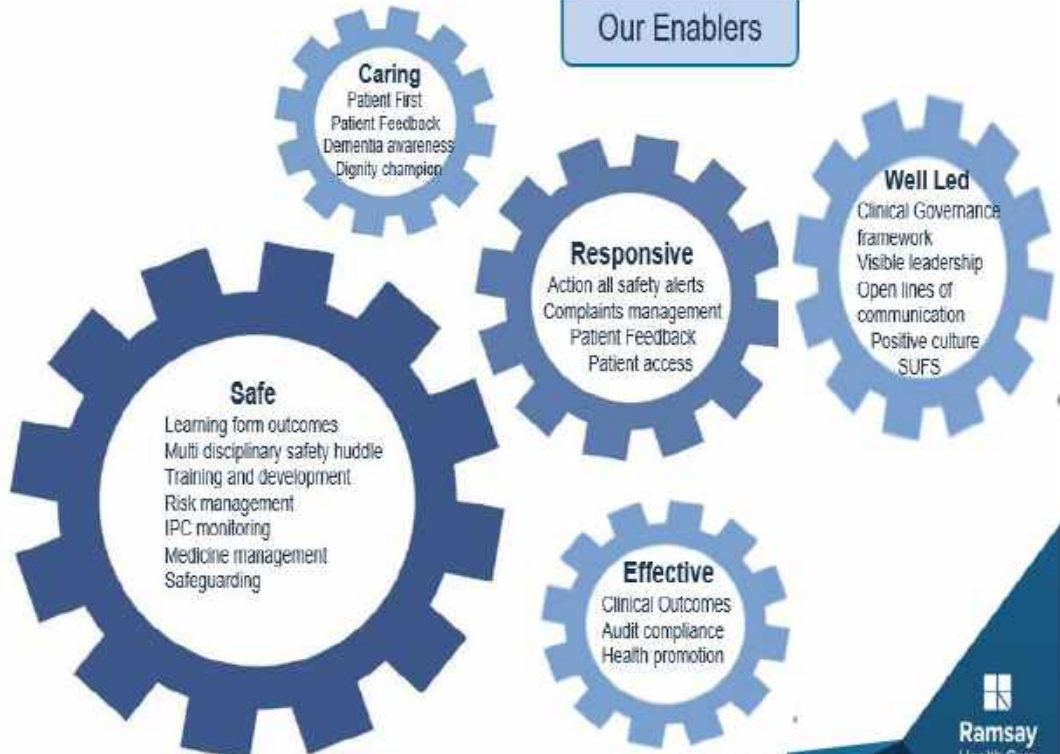 Our Enablers
Caring
Patient First
Patient Feedback
Dementia awareness
Dignity champion
Responsive
Action all safety alerts
Complaints management
Patient Feedback
Patient access
Well Led
Clinical Governance
framework
Visible leadership
Open lines of
communication
Positive culture
SUFS
Safe
Learning form outcomes
Multi disciplinary safety huddle
Training and development
Risk management
IPC monitoring
Medicine management
Safeguarding
Effective
Clinical Outcomes
Audit compliance
Health promotion
Ramsay